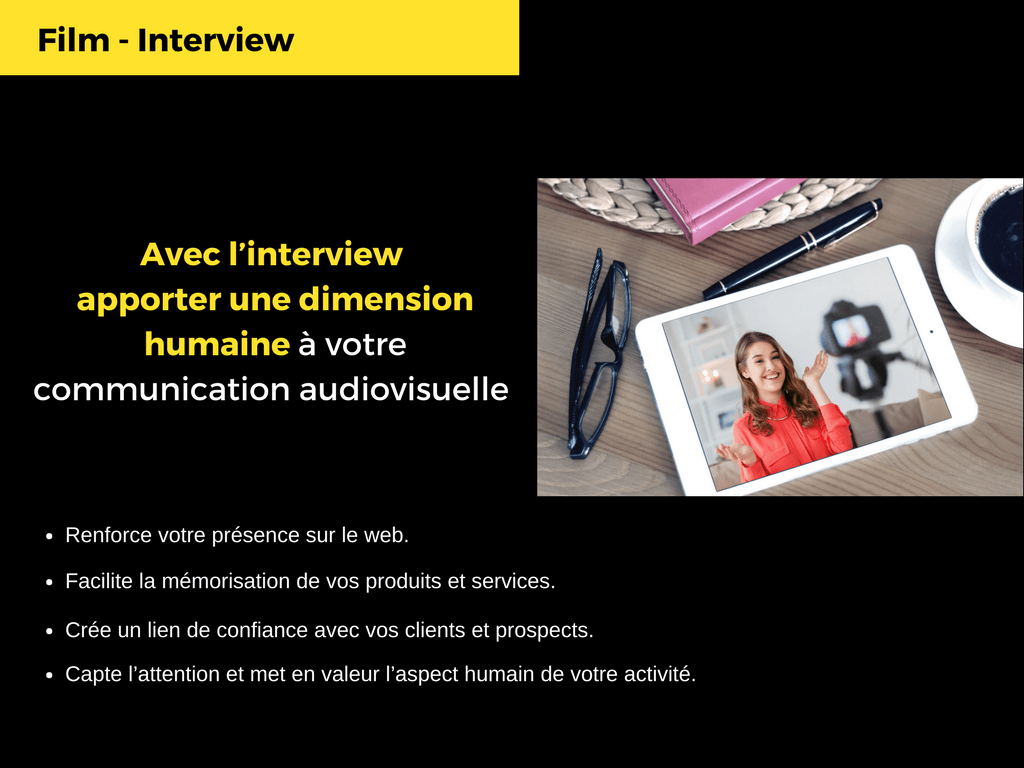 Film - Interview
Avec l’interview
apporter une dimension
humaine à votre
communication audiovisuelle
• Renforce votre présence sur le web.
• Facilite la mémorisation de vos produits et services.
• Crée un lien de confiance avec vos clients et prospects.
• Capte l’attention et met en valeur l’aspect humain de votre activité.